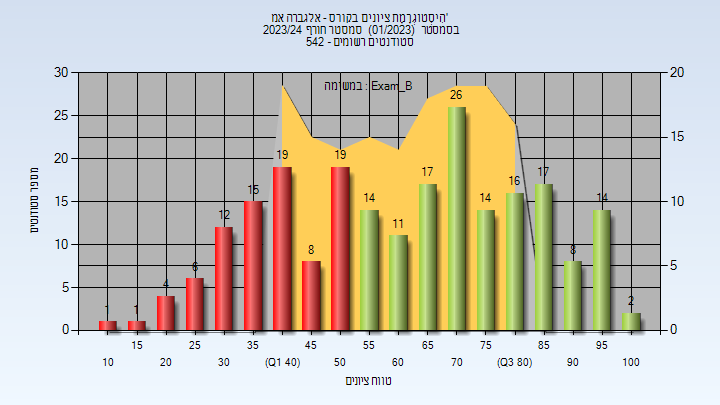 היסטוגרמת ציונים בקורס - אלגברה אמ'
בסמסטר (01/2023) סמסטר חורף 2023/24
סטודנטים רשומים - 542
במשימה : Exam_B
30 25 20 15 10 5 0
20 15 10 5 0
מספר סטודנטים
1 1 4 6 12 15 19 8 19 14 11 17 26 14 16 17 8 14 2
15 25 35 45 55 65 75 85 95
10 20 30 (Q1 40) 50 60 70 (Q3 80) 90 100
טווח ציונים